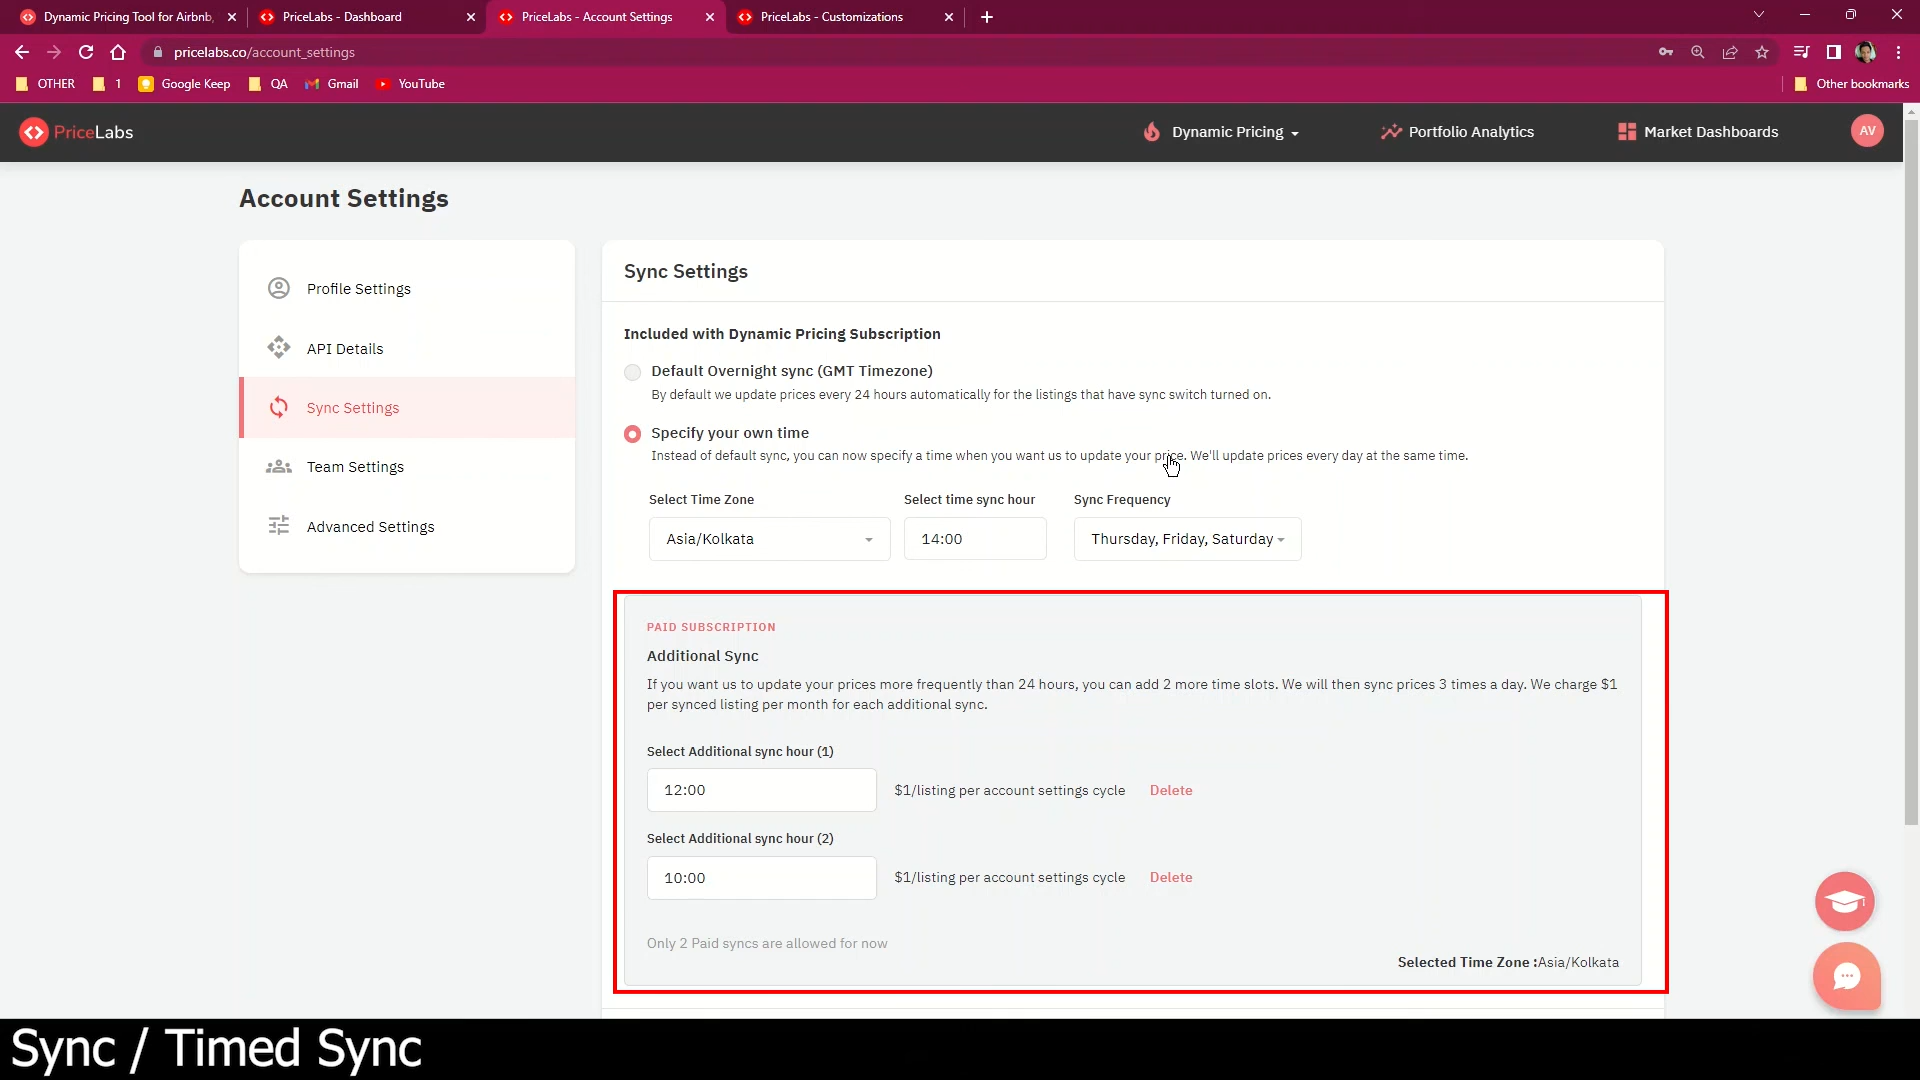 Dynamic Pricing Tool for Airbnb,
PriceLabs - Dashboard
PriceLabs - Account Settings
PriceLabs - Customizations
pricelabs.co/account_settings
OTHER
1
Google Keep
QA
Gmail
YouTube
Other bookmarks
PriceLabs
Dynamic Pricing
Portfolio Analytics
Market Dashboards
AV
Account Settings
Profile Settings
API Details
Sync Settings
Team Settings
Advanced Settings
Sync Settings
Included with Dynamic Pricing Subscription
Default Overnight sync (GMT Timezone)
By default we update prices every 24 hours automatically for the listings that have sync switch turned on.
Specify your own time
Instead of default sync, you can now specify a time when you want us to update your price. We'll update prices every day at the same time.
Select Time Zone
Select time sync hour
Sync Frequency
Asia/Kolkata
14:00
Thursday, Friday, Saturday
PAID SUBSCRIPTION
Additional Sync
If you want us to update your prices more frequently than 24 hours, you can add 2 more time slots. We will then sync prices 3 times a day. We charge $1
per synced listing per month for each additional sync.
Select Additional sync hour (1)
12:00
$1/listing per account settings cycle
Delete
Select Additional sync hour (2)
10:00
$1/listing per account settings cycle
Delete
Only 2 Paid syncs are allowed for now
Selected Time Zone :Asia/Kolkata
Sync / Timed Sync